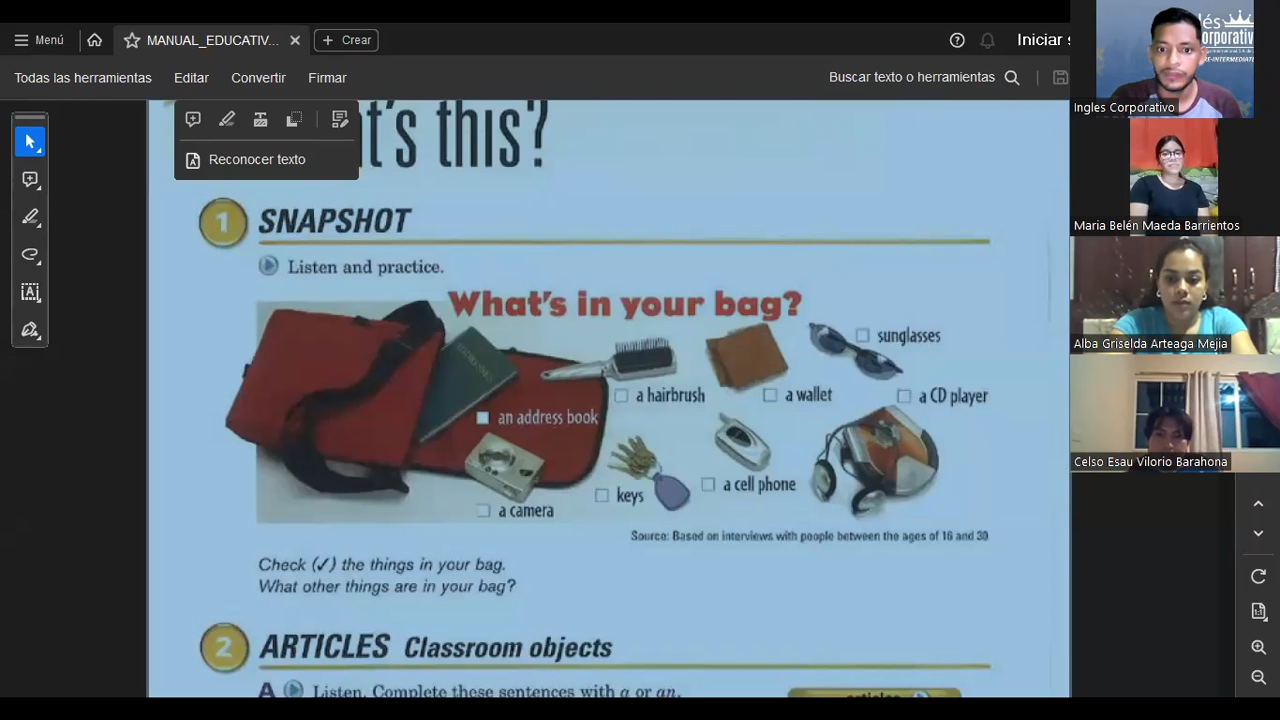 Menú
MANUAL_EDUCATIV...
Crear
Iniciar s
Todas las herramientas
Editar
Convertir
Firmar
Buscar texto o herramientas
Reconocer texto
t's this?
1 SNAPSHOT
Listen and practice.
What's in your bag?
sunglasses
a hairbrush
a wallet
a CD player
an address book
a cell phone
keys
a camera
Source: Based on interviews with people between the ages of 16 and 30
Check (✓) the things in your bag.
What other things are in your bag?
2 ARTICLES Classroom objects
A Listen. Complete these sentences with a or an.
articles
Ingles Corporativo
Maria Belén Maeda Barrientos
Alba Griselda Arteaga Mejia
Celso Esau Vilorio Barahona